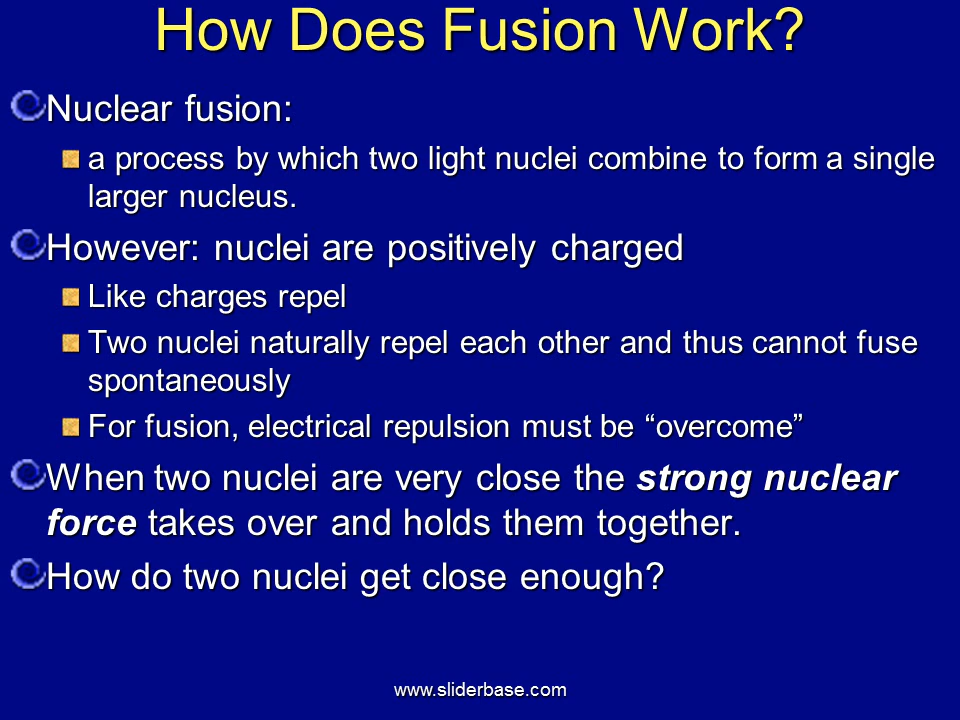 How Does Fusion Work?
Nuclear fusion:
a process by which two light nuclei combine to form a single
larger nucleus.
However: nuclei are positively charged
Like charges repel
Two nuclei naturally repel each other and thus cannot fuse
spontaneously
For fusion, electrical repulsion must be “overcome”
When two nuclei are very close the strong nuclear
force takes over and holds them together.
How do two nuclei get close enough?
www.sliderbase.com